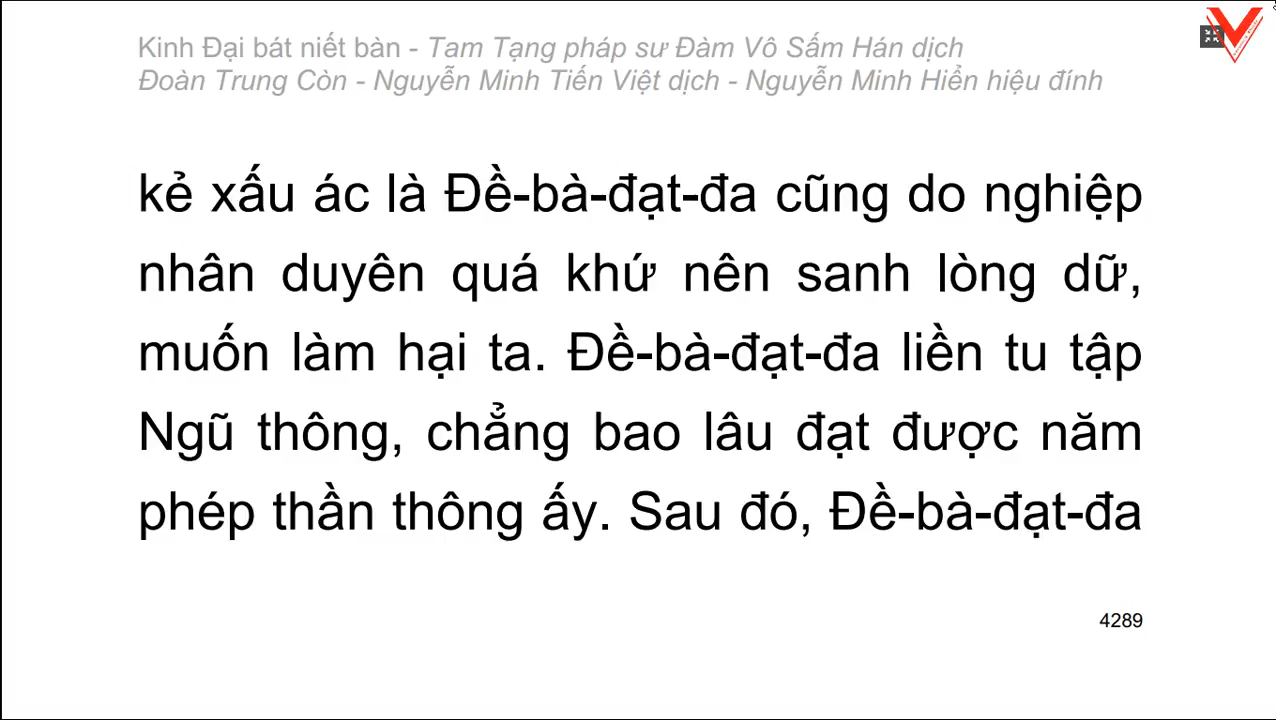 Kinh Đại bát niết bàn - Tam Tạng pháp sư Đàm Vô Sấm Hán dịch
Đoàn Trung Còn - Nguyễn Minh Tiến Việt dịch - Nguyễn Minh Hiển hiệu đính
kẻ xấu ác là Đề-bà-đạt-đa cũng do nghiệp
nhân duyên quá khứ nên sanh lòng dữ,
muốn làm hại ta. Đề-bà-đạt-đa liền tu tập
Ngũ thông, chẳng bao lâu đạt được năm
phép thần thông ấy. Sau đó, Đề-bà-đạt-đa
4289